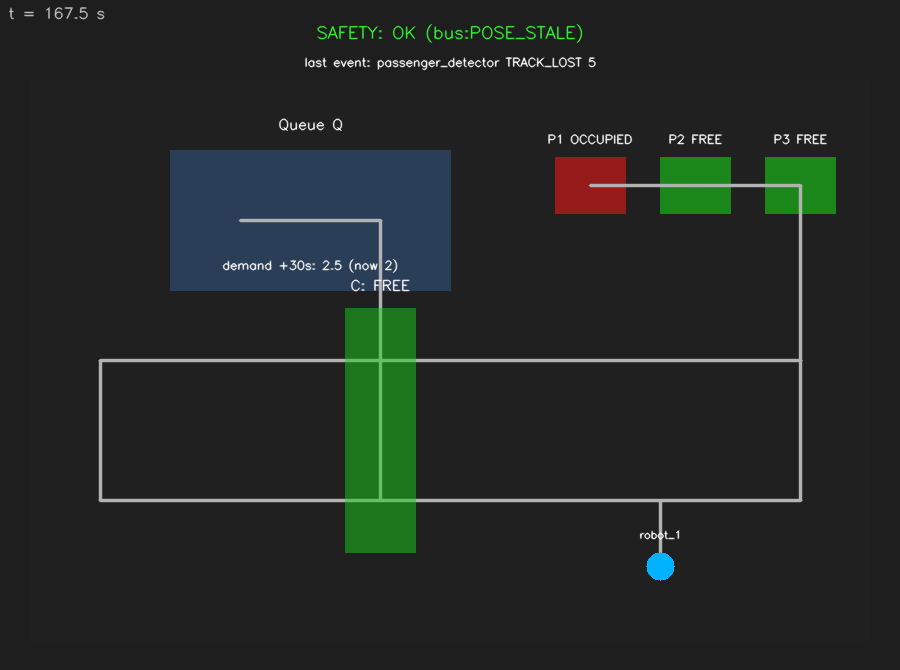 t = 167.5 s
SAFETY: OK (bus:POSE_STALE)
last event: passenger_detector TRACK_LOST 5
Queue Q
P1 OCCUPIED
P2 FREE
P3 FREE
demand +30s: 2.5 (now 2)
C: FREE
robot_1